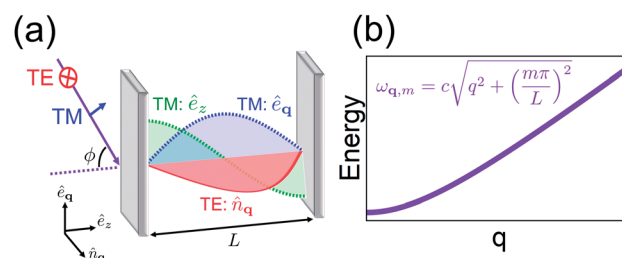 (a)
TE
TM
ϕ
TM: ê_z
TM: ê_𝐪
TE: n̂_𝐪
L
ê_𝐪
ê_z
n̂_𝐪
(b)
ω_{𝐪,m} = c√(q² + (mπ/L)²)
Energy
q